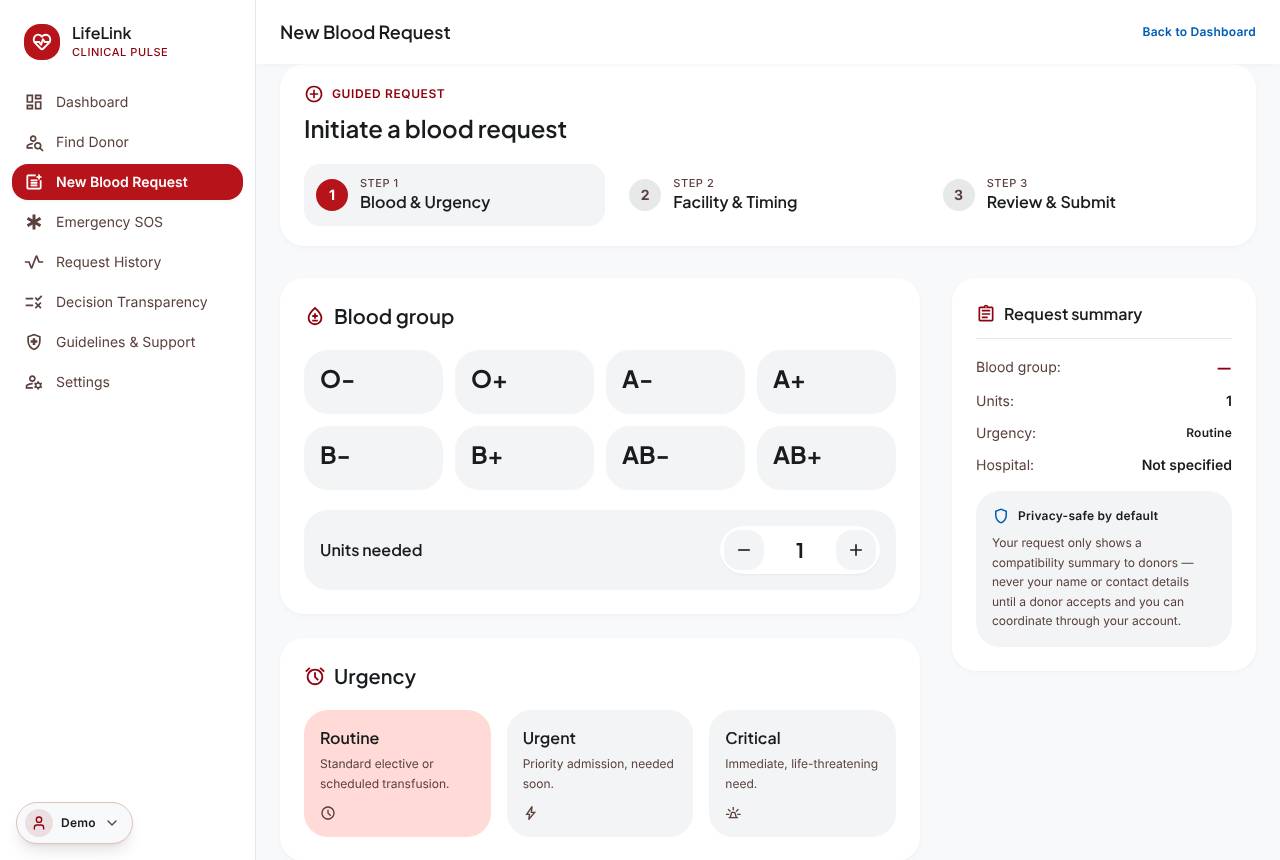 LifeLink
CLINICAL PULSE
Dashboard
Find Donor
New Blood Request
Emergency SOS
Request History
Decision Transparency
Guidelines & Support
Settings
Demo
New Blood Request
Back to Dashboard
GUIDED REQUEST
Initiate a blood request
1
STEP 1
Blood & Urgency
2
STEP 2
Facility & Timing
3
STEP 3
Review & Submit
Blood group
O−
O+
A−
A+
B−
B+
AB−
AB+
Units needed
− 1 +
Urgency
Routine
Standard elective or
scheduled transfusion.
Urgent
Priority admission, needed
soon.
Critical
Immediate, life-threatening
need.
Request summary
Blood group: —
Units: 1
Urgency: Routine
Hospital: Not specified
Privacy-safe by default
Your request only shows a
compatibility summary to donors —
never your name or contact details
until a donor accepts and you can
coordinate through your account.